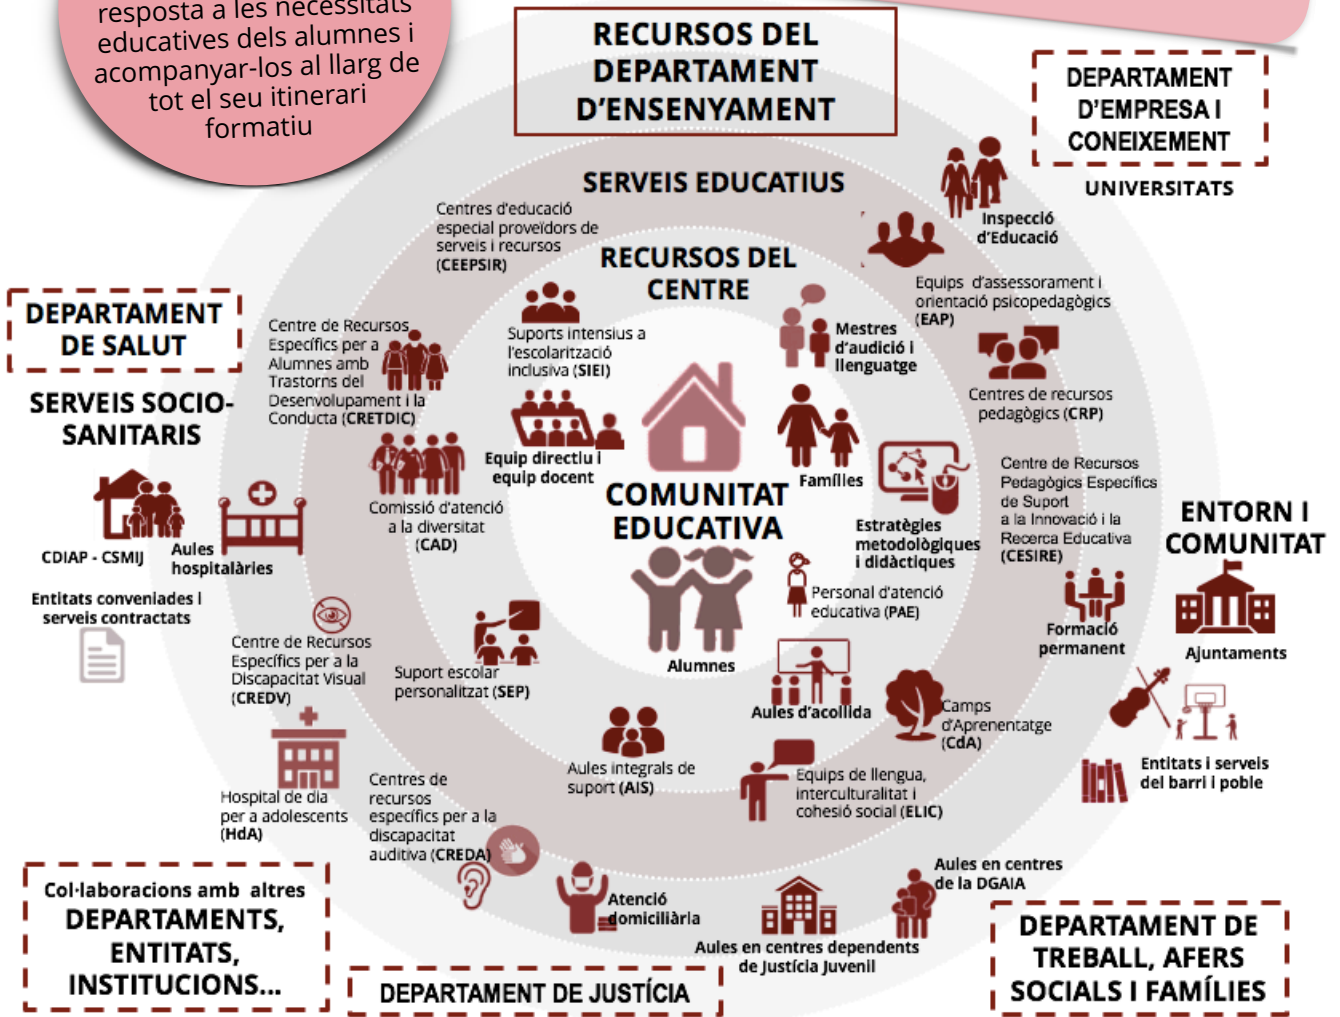 resposta a les necessitats
educatives dels alumnes i
acompanyar-los al llarg de
tot el seu itinerari
formatiu
RECURSOS DEL
DEPARTAMENT
D'ENSENYAMENT
DEPARTAMENT
D'EMPRESA I
CONEIXEMENT
UNIVERSITATS
SERVEIS EDUCATIUS
Inspecció
d'Educació
Centres d'educació
especial proveïdors de
serveis i recursos
(CEEPSIR)
RECURSOS DEL
CENTRE
Equips d'assessorament i
orientació psicopedagògics
(EAP)
DEPARTAMENT
DE SALUT
Centre de Recursos
Específics per a
Alumnes amb
Trastorns del
Desenvolupament i la
Conducta (CRETDIC)
Suports intensius a
l'escolarització
inclusiva (SIEI)
Mestres
d'audició i
llenguatge
Centres de recursos
pedagògics (CRP)
SERVEIS SOCIO-
SANITARIS
Equip directiu i
equip docent
Famílies
Centre de Recursos
Pedagògics Específics
de Suport
a la Innovació i la
Recerca Educativa
(CESIRE)
COMUNITAT
EDUCATIVA
Comissió d'atenció
a la diversitat
(CAD)
Estratègies
metodològiques
i didàctiques
ENTORN I
COMUNITAT
CDIAP - CSMIJ
Aules
hospitalàries
Entitats conveniades i
serveis contractats
Personal d'atenció
educativa (PAE)
Formació
permanent
Ajuntaments
Centre de Recursos
Específics per a la
Discapacitat Visual
(CREDV)
Suport escolar
personalitzat (SEP)
Alumnes
Aules d'acollida
Camps
d'Aprenentatge
(CdA)
Entitats i serveis
del barri i poble
Aules integrals de
suport (AIS)
Equips de llengua,
interculturalitat i
cohesió social (ELIC)
Hospital de dia
per a adolescents
(HdA)
Centres de
recursos
específics per a la
discapacitat
auditiva (CREDA)
Atenció
domiciliària
Aules en centres
de la DGAIA
Aules en centres dependents
de Justícia Juvenil
Col·laboracions amb altres
DEPARTAMENTS,
ENTITATS,
INSTITUCIONS...
DEPARTAMENT DE JUSTÍCIA
DEPARTAMENT DE
TREBALL, AFERS
SOCIALS I FAMÍLIES